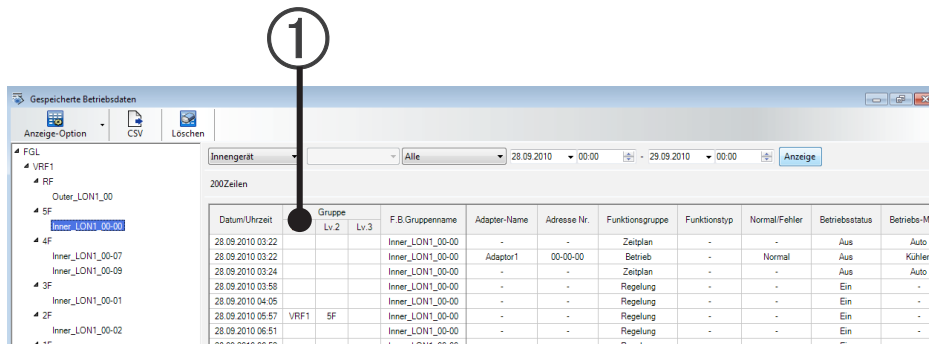 1
Gespeicherte Betriebsdaten
Anzeige-Option CSV Löschen
FGL
VRF1
RF
Outer_LON1_00
5F
Inner_LON1_00-00
4F
Inner_LON1_00-07
Inner_LON1_00-09
3F
Inner_LON1_00-01
2F
Inner_LON1_00-02
Innengerät Alle 28.09.2010 00:00 - 29.09.2010 00:00 Anzeige
200Zeilen
Datum/Uhrzeit Gruppe F.B.Gruppenname Adapter-Name Adresse Nr. Funktionsgruppe Funktionstyp Normal/Fehler Betriebsstatus Betriebs-M
Lv.2 Lv.3
28.09.2010 03:22 Inner_LON1_00-00 - - Zeitplan - - Aus Auto
28.09.2010 03:22 Inner_LON1_00-00 Adaptor1 00-00-00 Betrieb - Normal Aus Kühlen
28.09.2010 03:24 Inner_LON1_00-00 - - Zeitplan - - Aus Auto
28.09.2010 03:58 Inner_LON1_00-00 - - Regelung - - Ein -
28.09.2010 04:05 Inner_LON1_00-00 - - Regelung - - Ein -
28.09.2010 05:57 VRF1 5F Inner_LON1_00-00 - - Regelung - - Ein -
28.09.2010 06:51 Inner_LON1_00-00 - - Regelung - - Ein -